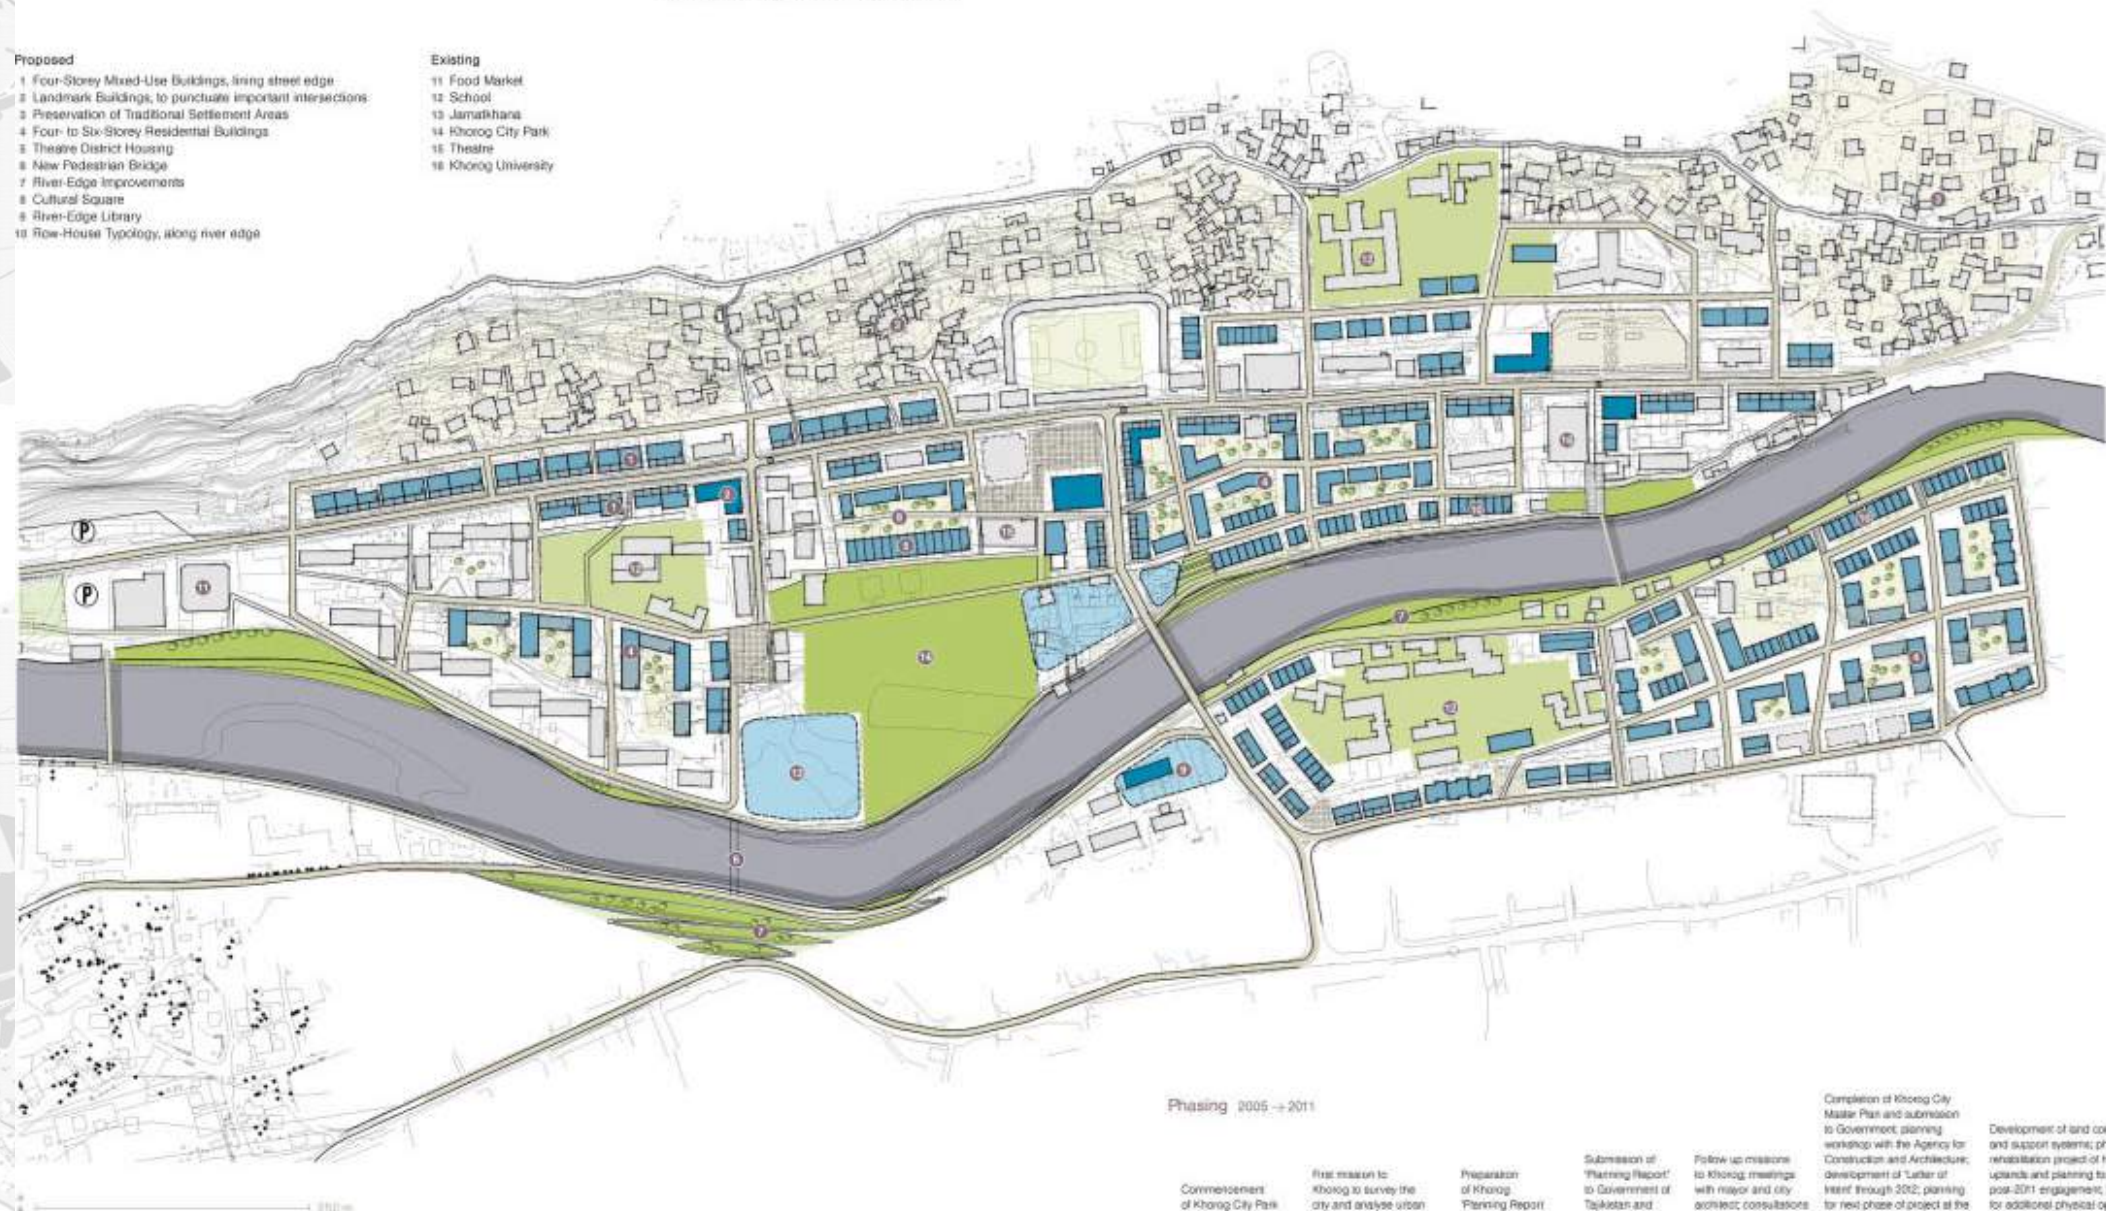 Proposed
1 Four-Storey Mixed-Use Buildings, lining street edge
2 Landmark Buildings, to punctuate important intersections
3 Preservation of Traditional Settlement Areas
4 Four- to Six-Storey Residential Buildings
5 Theatre District Housing
6 New Pedestrian Bridge
7 River-Edge Improvements
8 Cultural Square
9 River-Edge Library
10 Row-House Typology, along river edge
Existing
11 Food Market
12 School
13 Jamatkhana
14 Khorog City Park
15 Theatre
16 Khorog University
P
P
11
14
6
7
7
9
Phasing 2005 → 2011
Commencement
of Khorog City Park
First mission to
Khorog to survey the
city and analyse urban
Preparation
of Khorog
'Planning Report
Submission of
'Planning Report'
to Government of
Tajikistan and
Follow up missions
to Khorog; meetings
with mayor and city
architect; consultations
Completion of Khorog City
Master Plan and submission
to Government; planning
workshop with the Agency for
Construction and Architecture;
development of 'Letter of
Intent' through 2012; planning
for next phase of project at the
Development of land
and support systems;
rehabilitation project of
uplands and planning
post-2011 engagement;
for additional physical